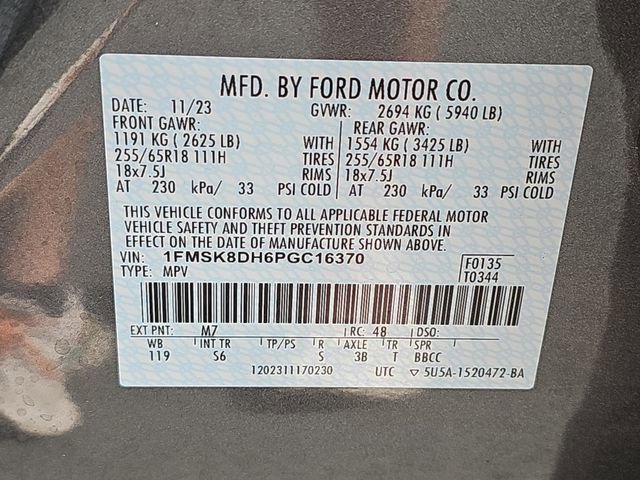 MFD. BY FORD MOTOR CO.
DATE: 11/23 GVWR: 2694 KG ( 5940 LB)
FRONT GAWR: REAR GAWR:
1191 KG ( 2625 LB) WITH 1554 KG ( 3425 LB) WITH
255/65R18 111H TIRES 255/65R18 111H TIRES
18x7.5J RIMS 18x7.5J RIMS
AT 230 kPa/ 33 PSI COLD AT 230 kPa/ 33 PSI COLD
THIS VEHICLE CONFORMS TO ALL APPLICABLE FEDERAL MOTOR
VEHICLE SAFETY AND THEFT PREVENTION STANDARDS IN
EFFECT ON THE DATE OF MANUFACTURE SHOWN ABOVE.
VIN: 1FMSK8DH6PGC16370 F0135
TYPE: MPV T0344
EXT PNT: M7 RC: 48 DSO:
WB INT TR TP/PS R AXLE TR SPR
119 S6 S 3B T BBCC
1202311170230 UTC ▽ 5U5A-1520472-BA